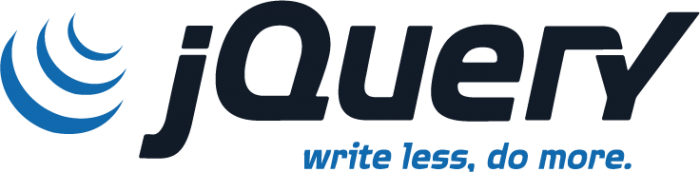 jQuery
write less, do more.